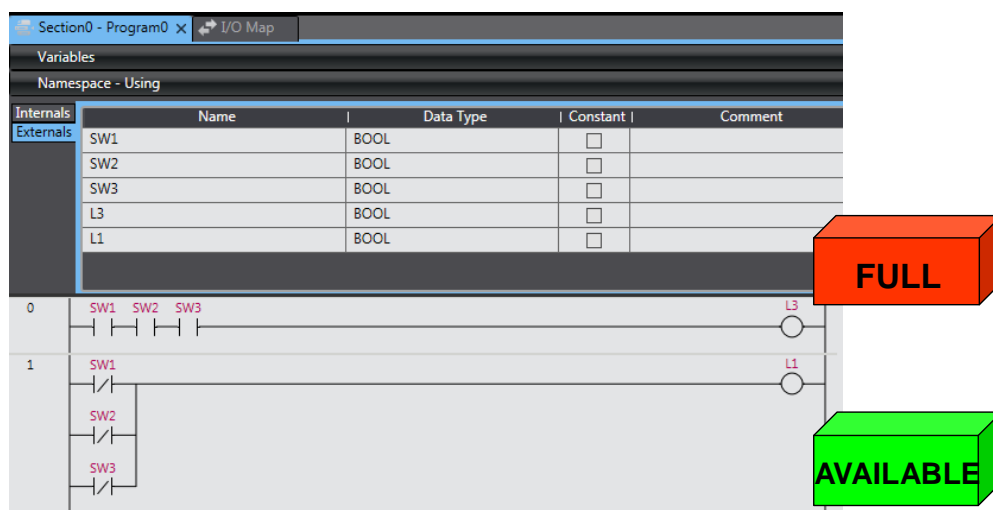 Section0 - Program0 I/O Map
Variables
Namespace - Using
Internals
Externals
Name Data Type Constant Comment
SW1 BOOL
SW2 BOOL
SW3 BOOL
L3 BOOL
L1 BOOL
FULL
0 SW1 SW2 SW3 L3
1 SW1 L1
SW2
SW3
AVAILABLE